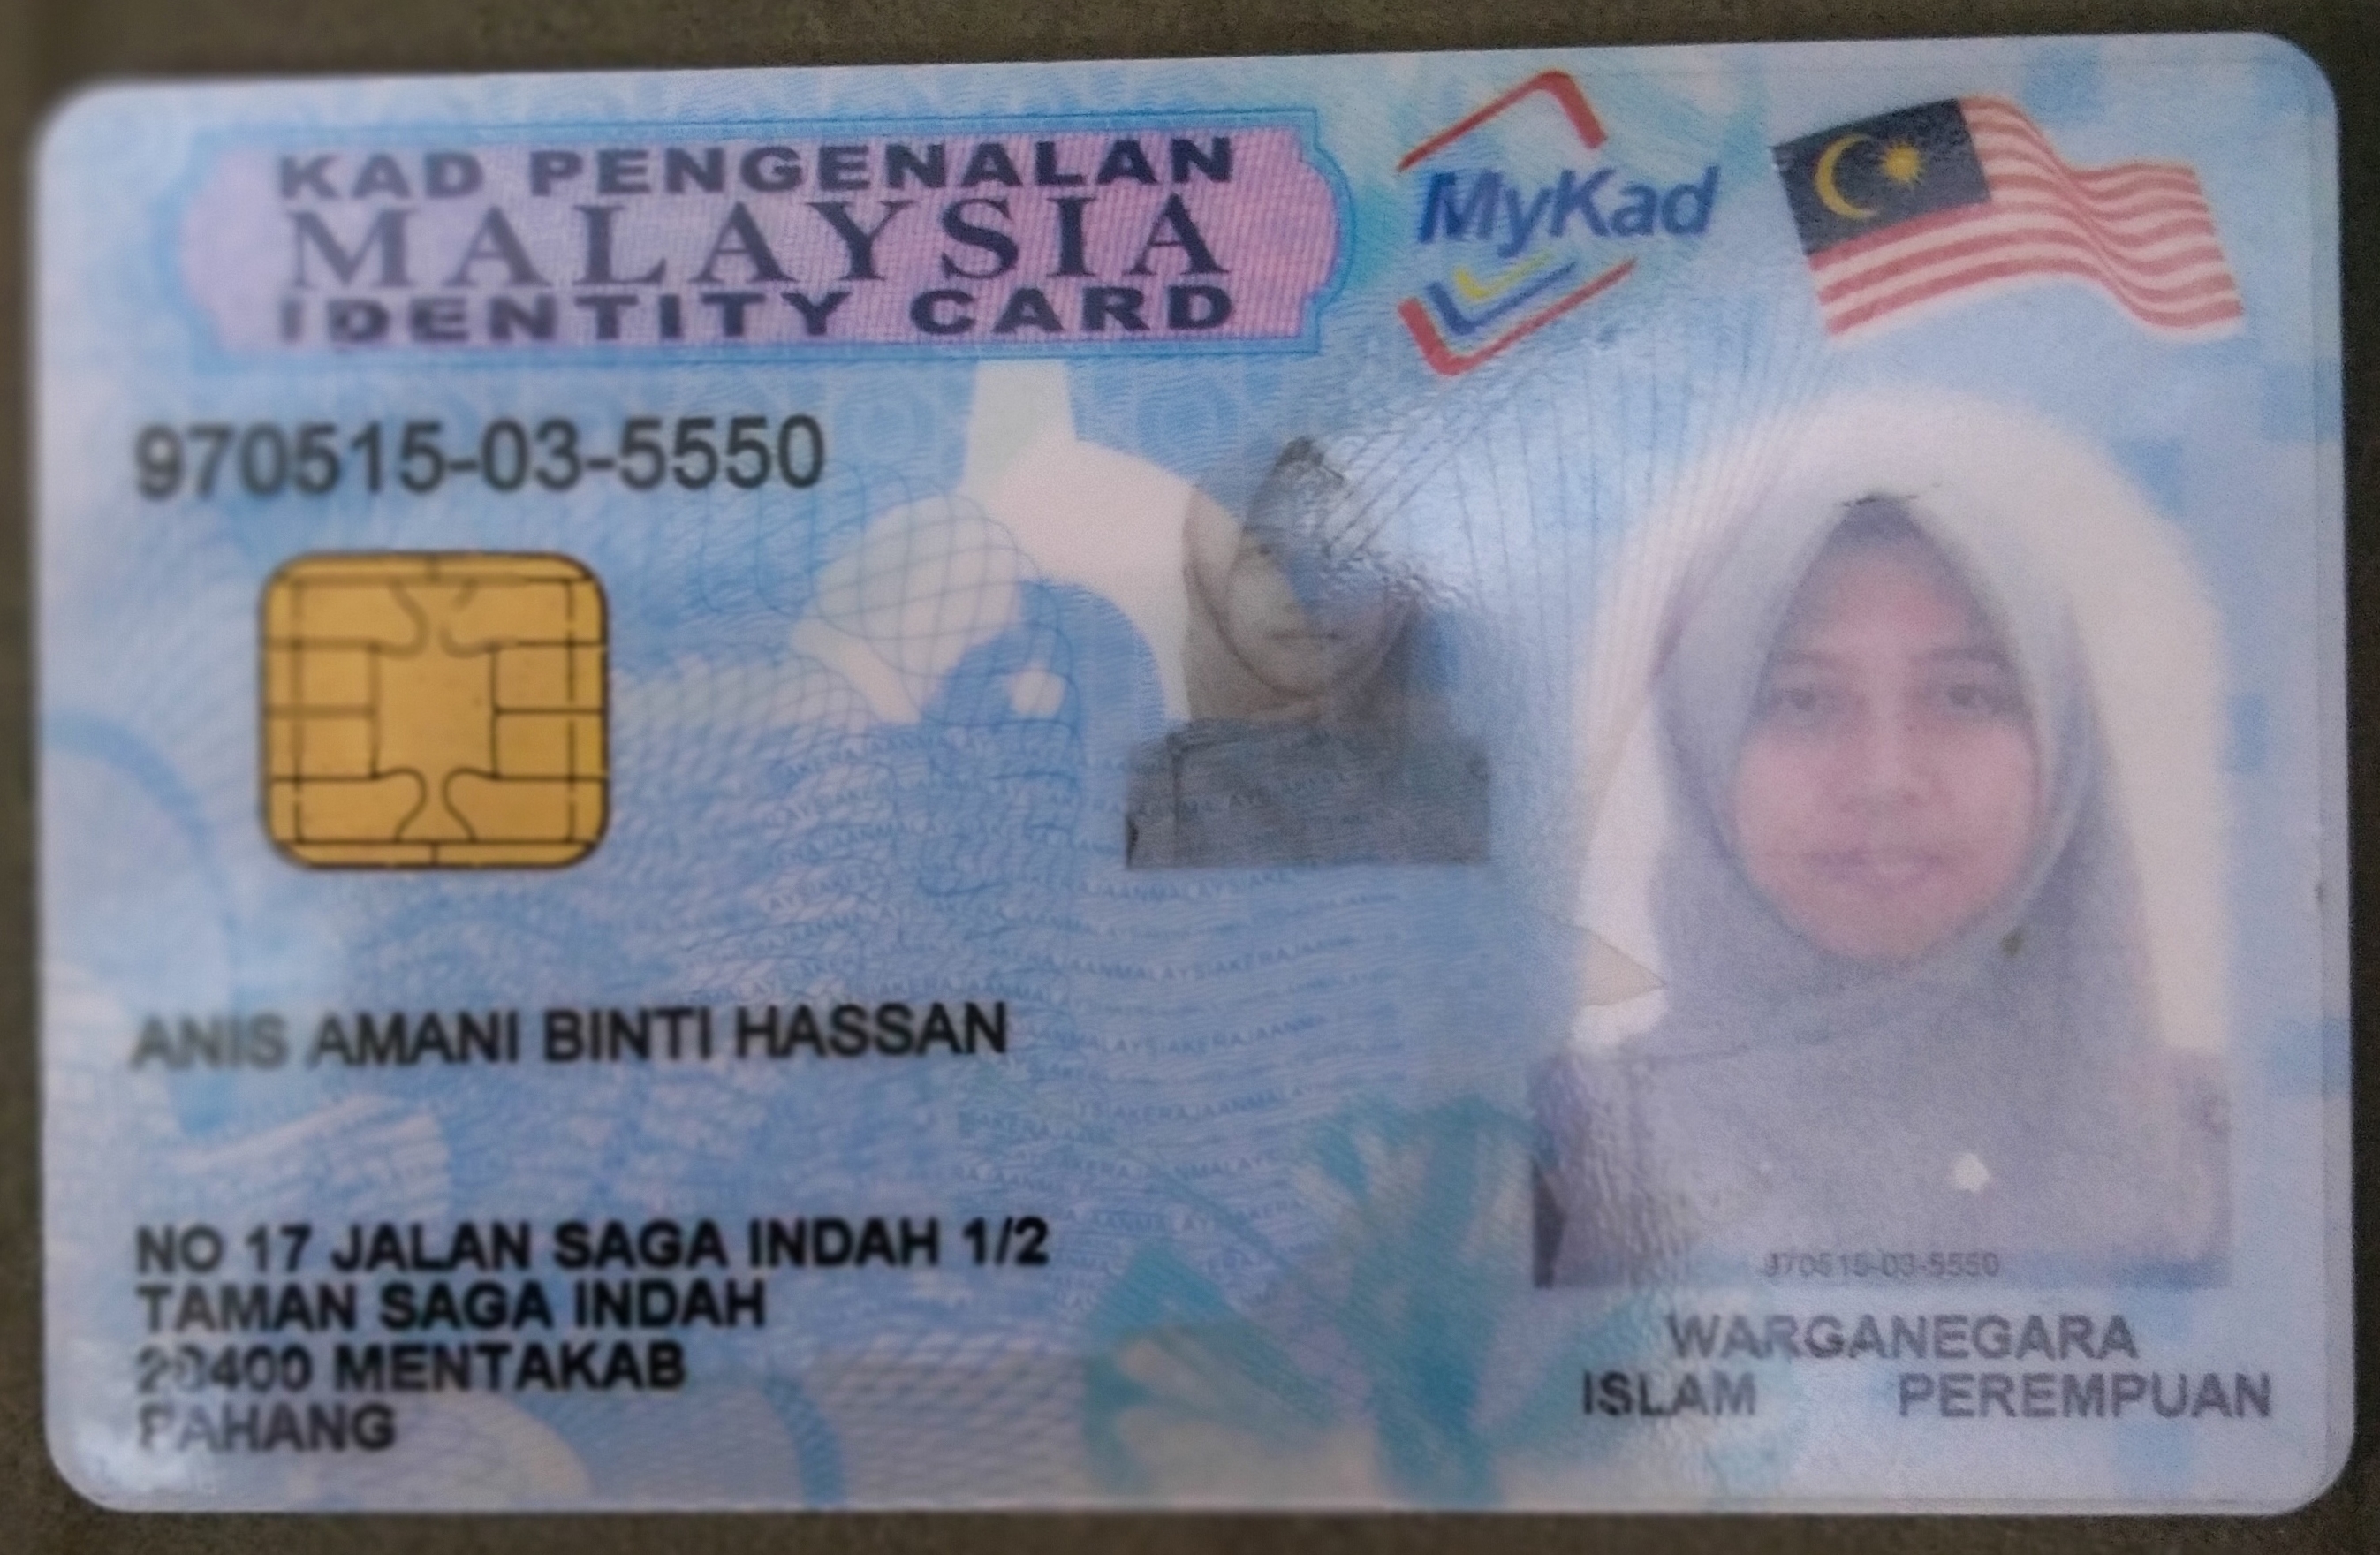 KAD PENGENALAN
MALAYSIA
IDENTITY CARD
MyKad
970515-03-5550
ANIS AMANI BINTI HASSAN
NO 17 JALAN SAGA INDAH 1/2
TAMAN SAGA INDAH
28400 MENTAKAB
PAHANG
970515-03-5550
WARGANEGARA
ISLAM PEREMPUAN